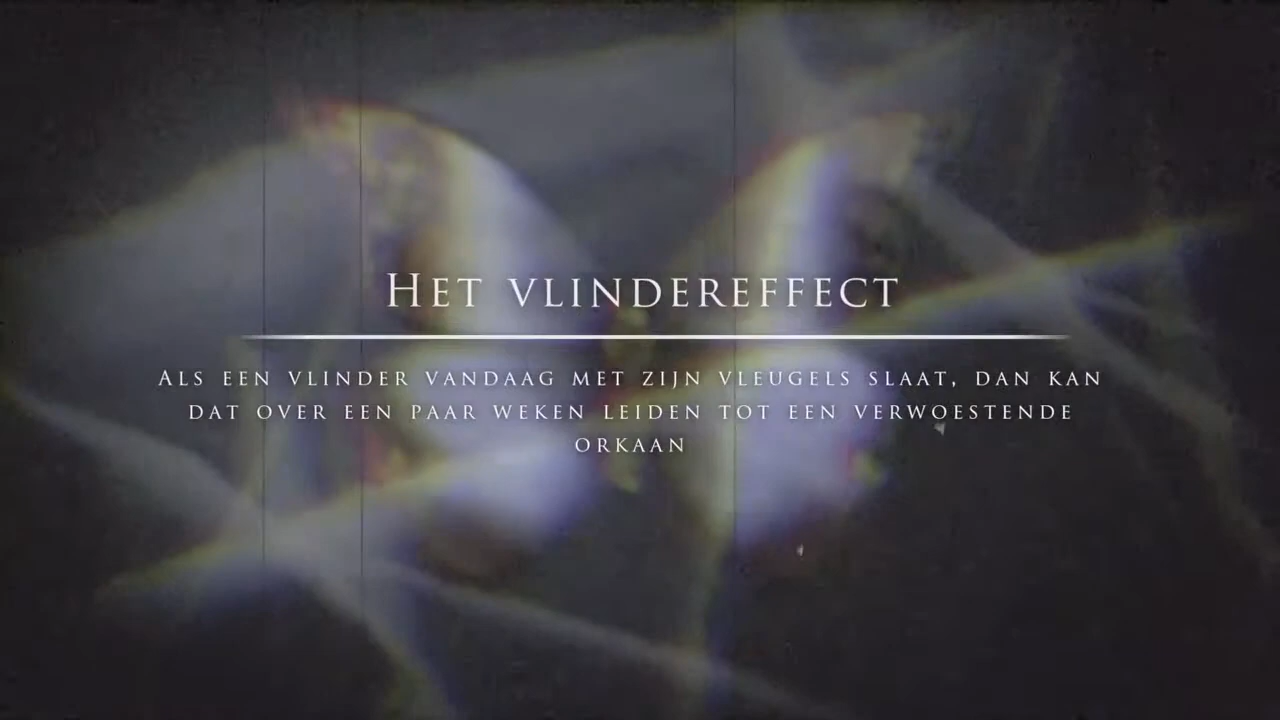 Het vlindereffect
Als een vlinder vandaag met zijn vleugels slaat, dan kan
dat over een paar weken leiden tot een verwoestende
orkaan